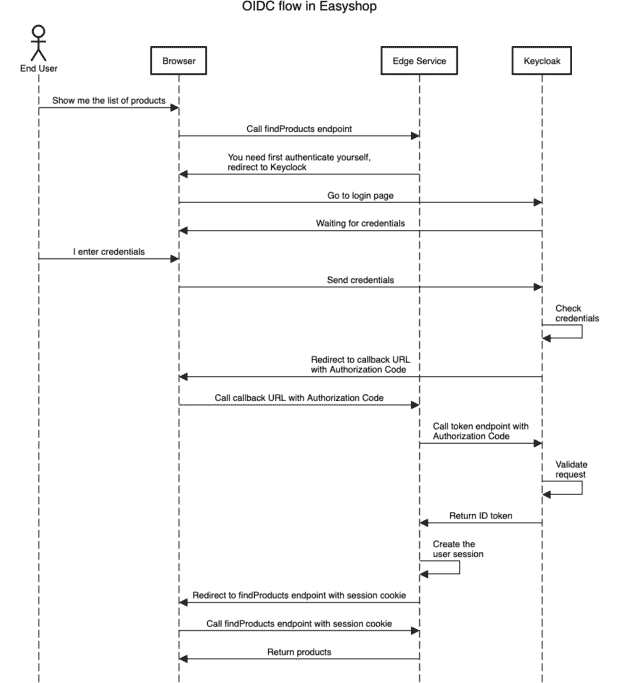 OIDC flow in Easyshop
End User
Browser
Edge Service
Keycloak
Show me the list of products
Call findProducts endpoint
You need first authenticate yourself,
redirect to Keyclock
Go to login page
Waiting for credentials
I enter credentials
Send credentials
Check
credentials
Redirect to callback URL
with Authorization Code
Call callback URL with Authorization Code
Call token endpoint with
Authorization Code
Validate
request
Return ID token
Create the
user session
Redirect to findProducts endpoint with session cookie
Call findProducts endpoint with session cookie
Return products